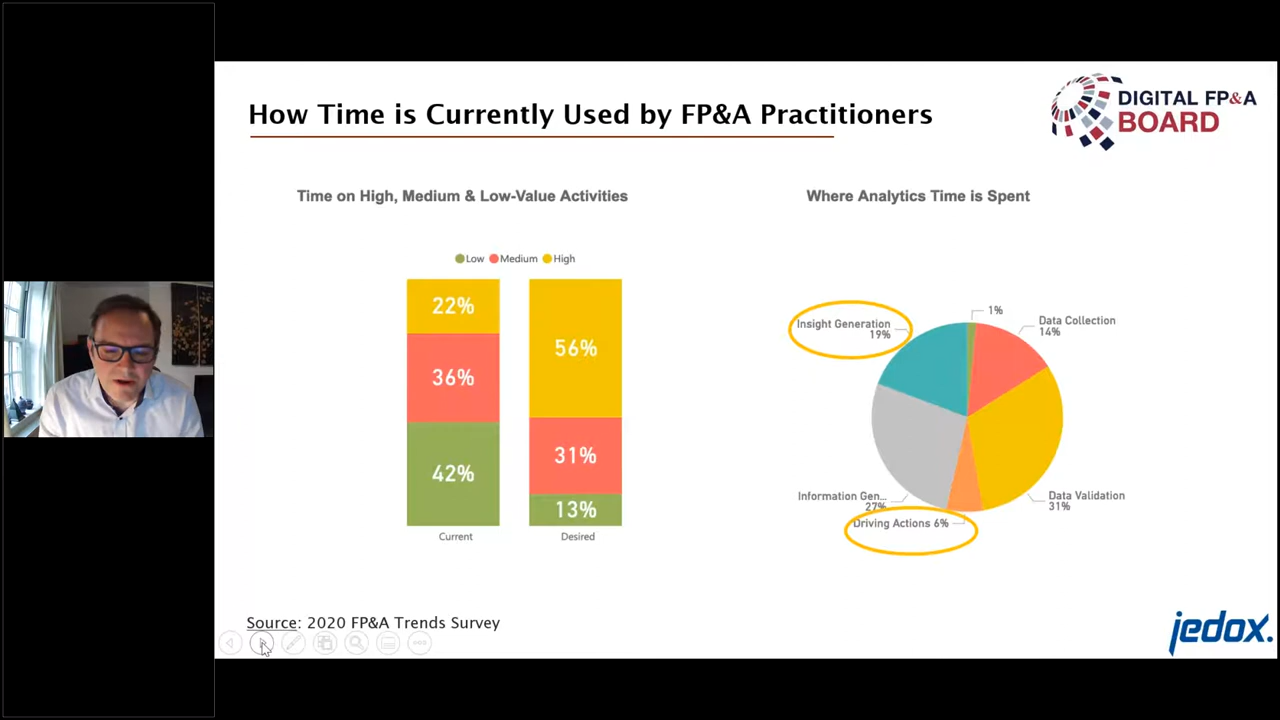 How Time is Currently Used by FP&A Practitioners
DIGITAL FP&A
BOARD
Time on High, Medium & Low-Value Activities
Where Analytics Time is Spent
Low Medium High
22%
36%
42%
Current
56%
31%
13%
Desired
1%
Data Collection
14%
Insight Generation
19%
Information Gen...
27%
Data Validation
31%
Driving Actions 6%
Source: 2020 FP&A Trends Survey
jedox.